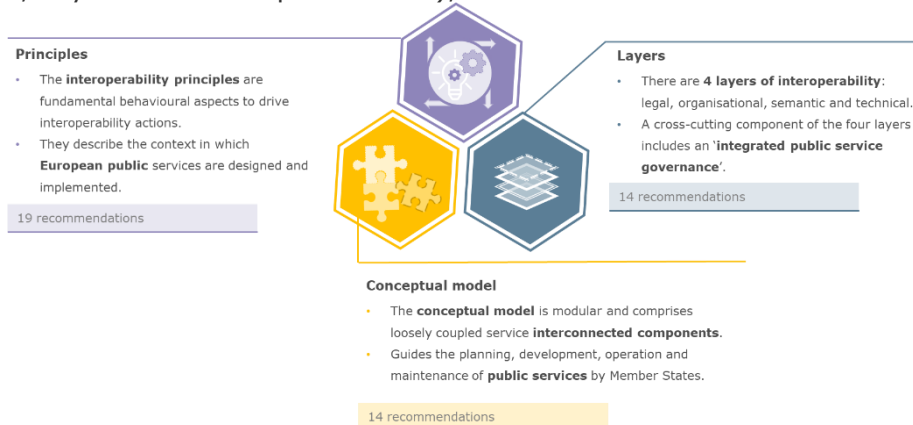 Principles
• The interoperability principles are
fundamental behavioural aspects to drive
interoperability actions.
• They describe the context in which
European public services are designed and
implemented.
19 recommendations
Layers
• There are 4 layers of interoperability:
legal, organisational, semantic and technical.
• A cross-cutting component of the four layers
includes an ‘integrated public service
governance’.
14 recommendations
Conceptual model
• The conceptual model is modular and comprises
loosely coupled service interconnected components.
• Guides the planning, development, operation and
maintenance of public services by Member States.
14 recommendations